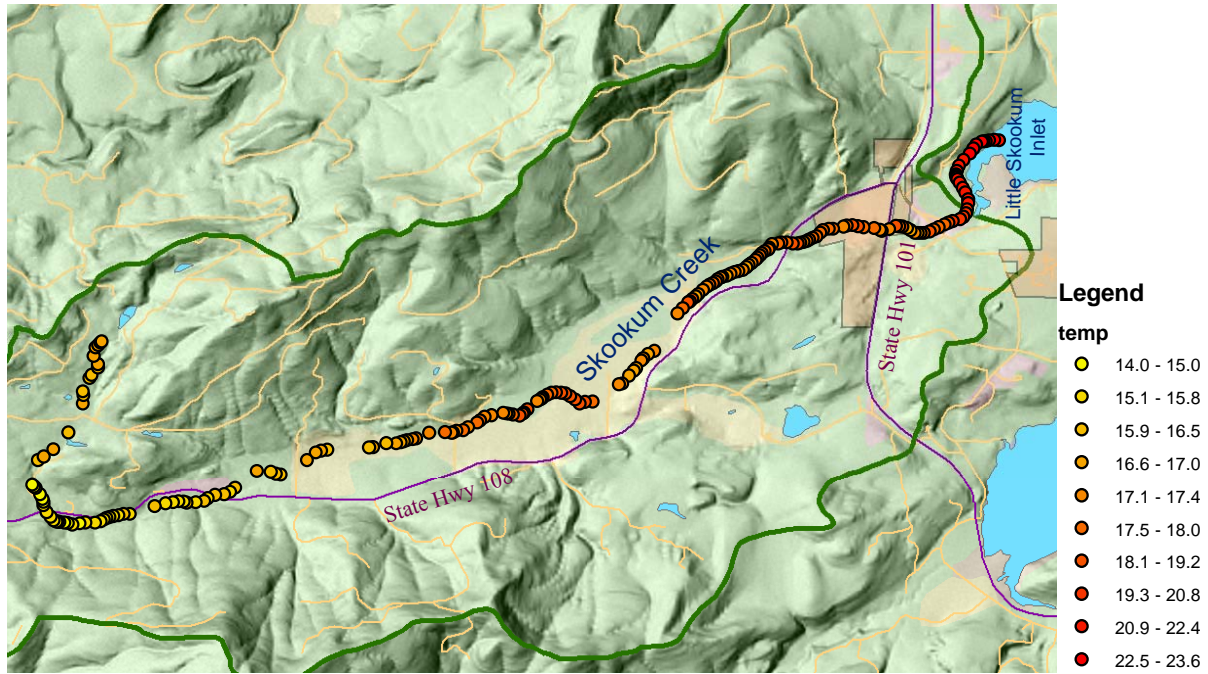 Little Skookum
Inlet
Skookum Creek
State Hwy 101
State Hwy 108
Legend
temp
14.0 - 15.0
15.1 - 15.8
15.9 - 16.5
16.6 - 17.0
17.1 - 17.4
17.5 - 18.0
18.1 - 19.2
19.3 - 20.8
20.9 - 22.4
22.5 - 23.6